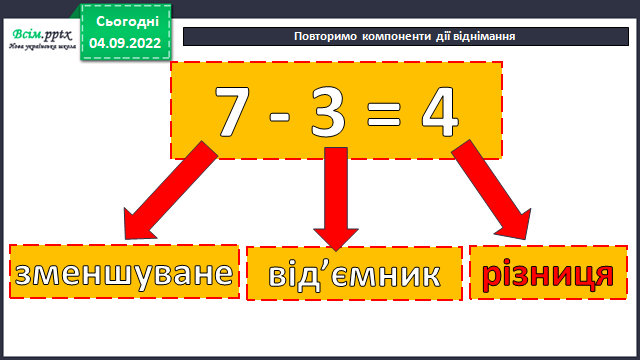 Всім.pptx
Нова українська школа
Сьогодні
04.09.2022
Повторимо компоненти дії віднімання
7 - 3 = 4
зменшуване від’ємник різниця